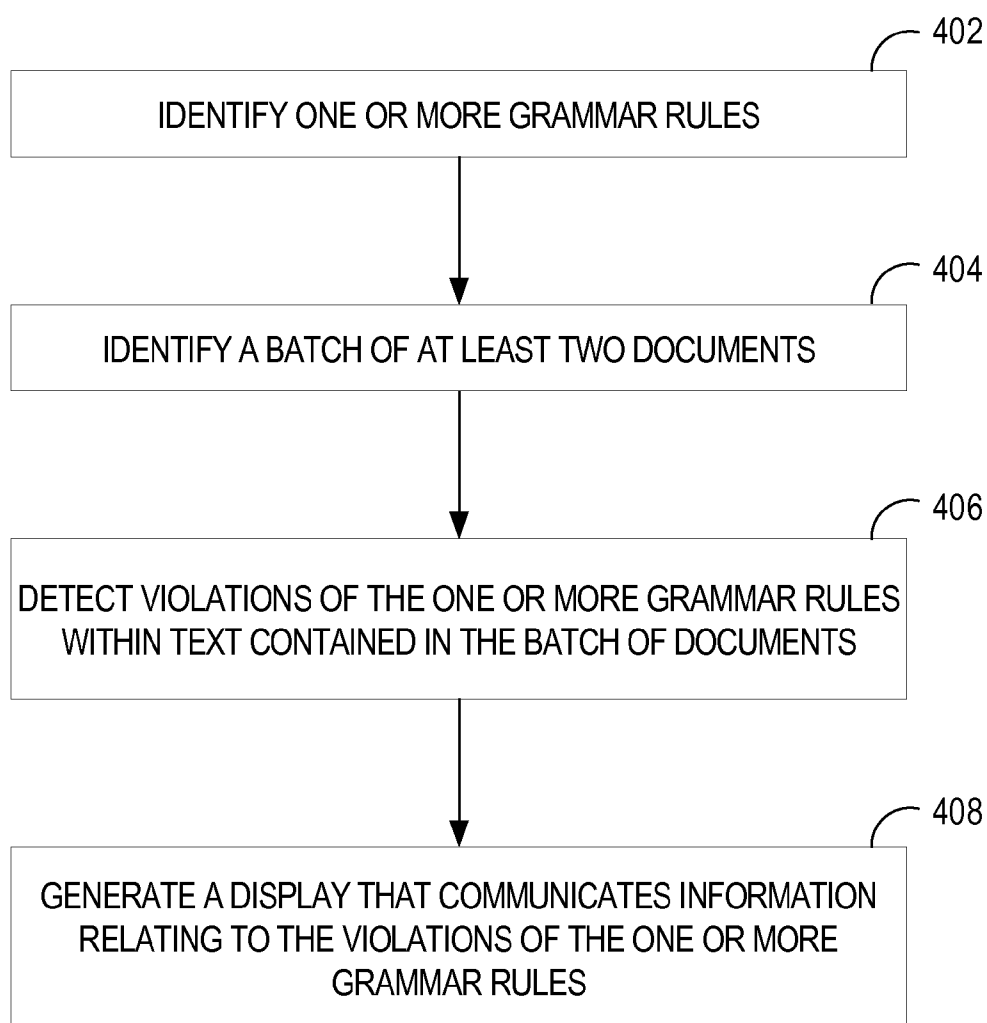 402
IDENTIFY ONE OR MORE GRAMMAR RULES
404
IDENTIFY A BATCH OF AT LEAST TWO DOCUMENTS
406
DETECT VIOLATIONS OF THE ONE OR MORE GRAMMAR RULES
WITHIN TEXT CONTAINED IN THE BATCH OF DOCUMENTS
408
GENERATE A DISPLAY THAT COMMUNICATES INFORMATION
RELATING TO THE VIOLATIONS OF THE ONE OR MORE
GRAMMAR RULES